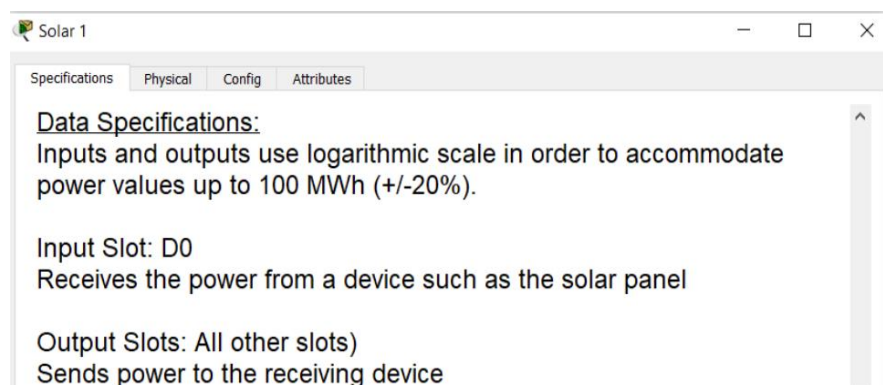 Solar 1
Specifications Physical Config Attributes
Data Specifications:
Inputs and outputs use logarithmic scale in order to accommodate
power values up to 100 MWh (+/-20%).
Input Slot: D0
Receives the power from a device such as the solar panel
Output Slots: All other slots)
Sends power to the receiving device